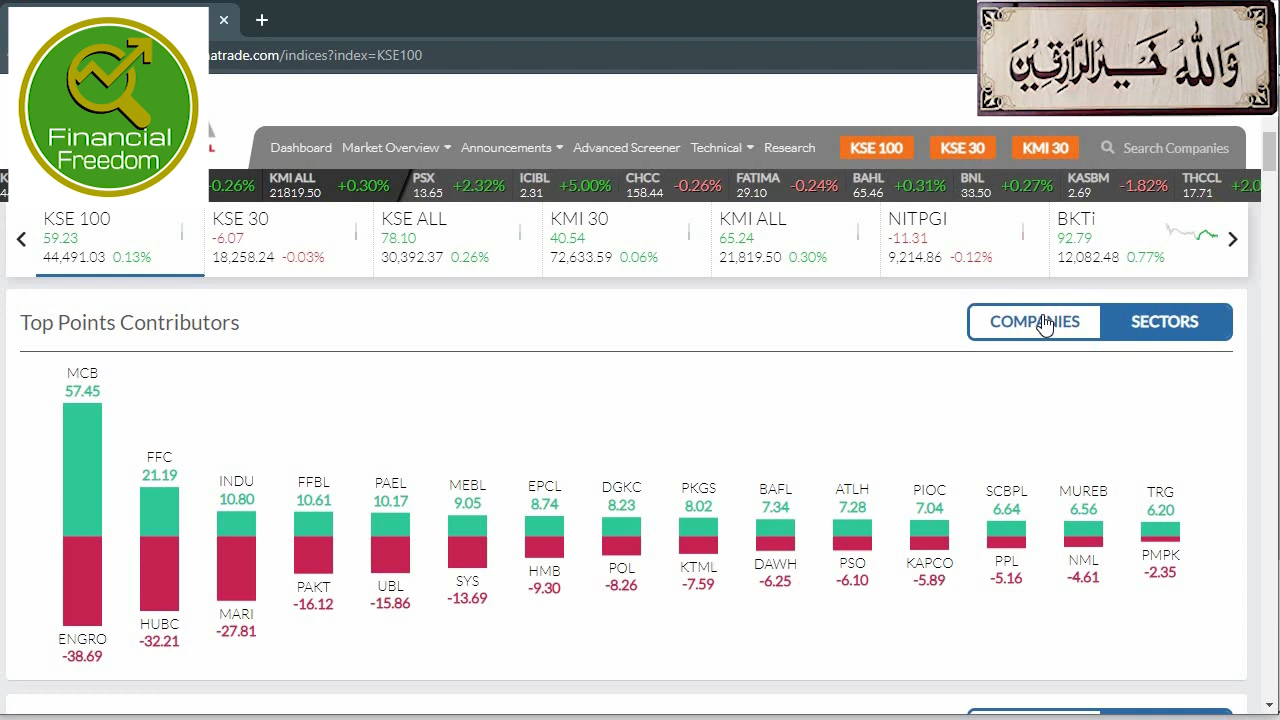 natrade.com/indices?index=KSE100
Financial
Freedom
وَاللَّهُ خَيْرُ الرَّازِقِينَ
Dashboard Market Overview Announcements Advanced Screener Technical Research KSE 100 KSE 30 KMI 30 Search Companies
-0.26% KMI ALL 21819.50 +0.30% PSX 13.65 +2.32% ICIBL 2.31 +5.00% CHCC 158.44 -0.26% FATIMA 29.10 -0.24% BAHL 65.46 +0.31% BNL 33.50 +0.27% KASBM 2.69 -1.82% THCCL 17.71
KSE 100 KSE 30 KSE ALL KMI 30 KMI ALL NITPGI BKTi
59.23 -6.07 78.10 40.54 65.24 -11.31 92.79
44,491.03 0.13% 18,258.24 -0.03% 30,392.37 0.26% 72,633.59 0.06% 21,819.50 0.30% 9,214.86 -0.12% 12,082.48 0.77%
Top Points Contributors COMPANIES SECTORS
MCB
57.45
FFC
21.19
INDU
10.80
FFBL
10.61
PAEL
10.17
MEBL
9.05
EPCL
8.74
DGKC
8.23
PKGS
8.02
BAFL
7.34
ATLH
7.28
PIOC
7.04
SCBPL
6.64
MUREB
6.56
TRG
6.20
ENGRO
-38.69
HUBC
-32.21
MARI
-27.81
PAKT
-16.12
UBL
-15.86
SYS
-13.69
HMB
-9.30
POL
-8.26
KTML
-7.59
DAWH
-6.25
PSO
-6.10
KAPCO
-5.89
PPL
-5.16
NML
-4.61
PMPK
-2.35